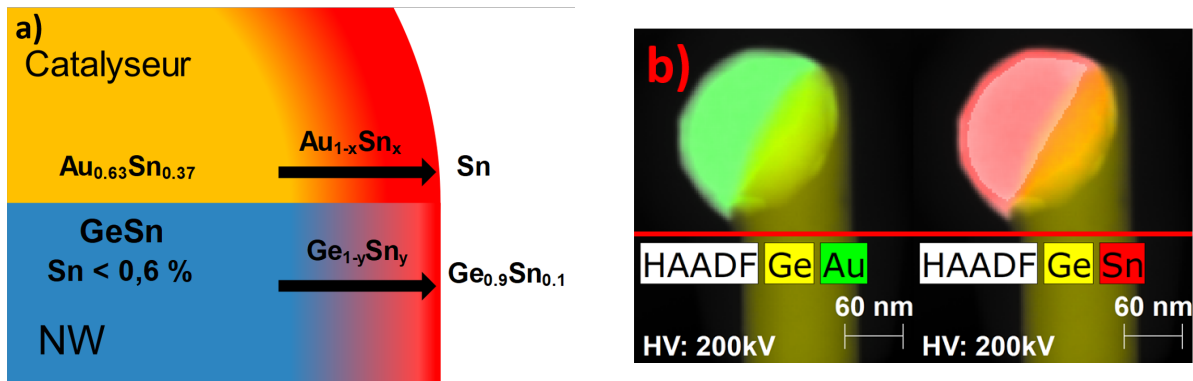 a)
Catalyseur
Au₁₋ₓSnₓ
Au₀.₆₃Sn₀.₃₇
Sn
GeSn
Sn < 0,6 %
Ge₁₋ySny
Ge₀.₉Sn₀.₁
NW
b)
HAADF Ge Au
60 nm
HV: 200kV
HAADF Ge Sn
60 nm
HV: 200kV